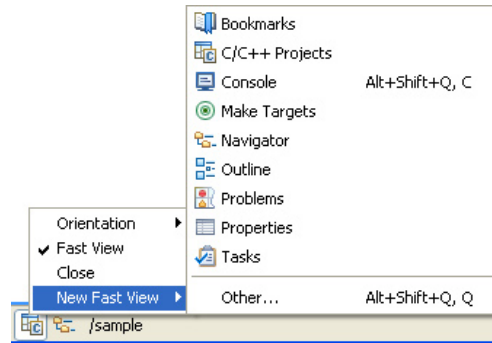 Bookmarks
C/C++ Projects
Console Alt+Shift+Q, C
Make Targets
Navigator
Outline
Problems
Properties
Tasks
Other... Alt+Shift+Q, Q
Orientation
Fast View
Close
New Fast View
/sample